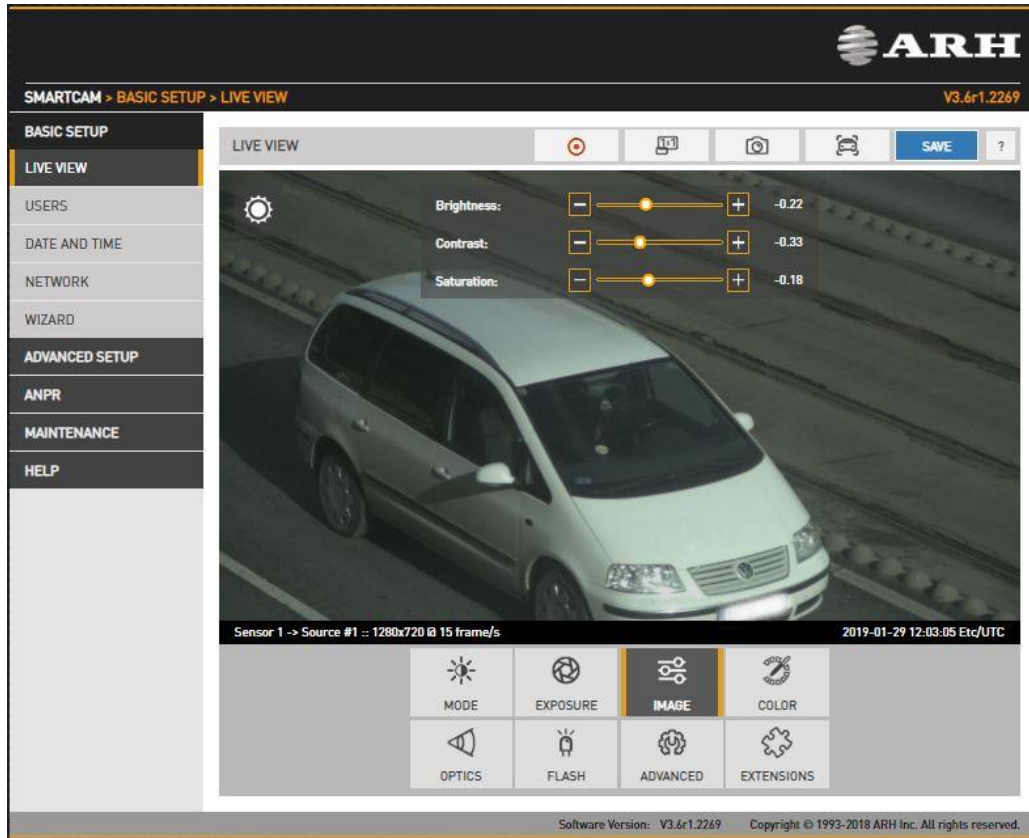 ARH
SMARTCAM > BASIC SETUP > LIVE VIEW V3.6r1.2269
BASIC SETUP
LIVE VIEW
USERS
DATE AND TIME
NETWORK
WIZARD
ADVANCED SETUP
ANPR
MAINTENANCE
HELP
LIVE VIEW 1:1 SAVE ?
Brightness: -0.22
Contrast: -0.33
Saturation: -0.18
Sensor 1 -> Source #1 :: 1280x720 @ 15 frame/s 2019-01-29 12:03:05 Etc/UTC
MODE EXPOSURE IMAGE COLOR
OPTICS FLASH ADVANCED EXTENSIONS
Software Version: V3.6r1.2269 Copyright © 1993-2018 ARH Inc. All rights reserved.